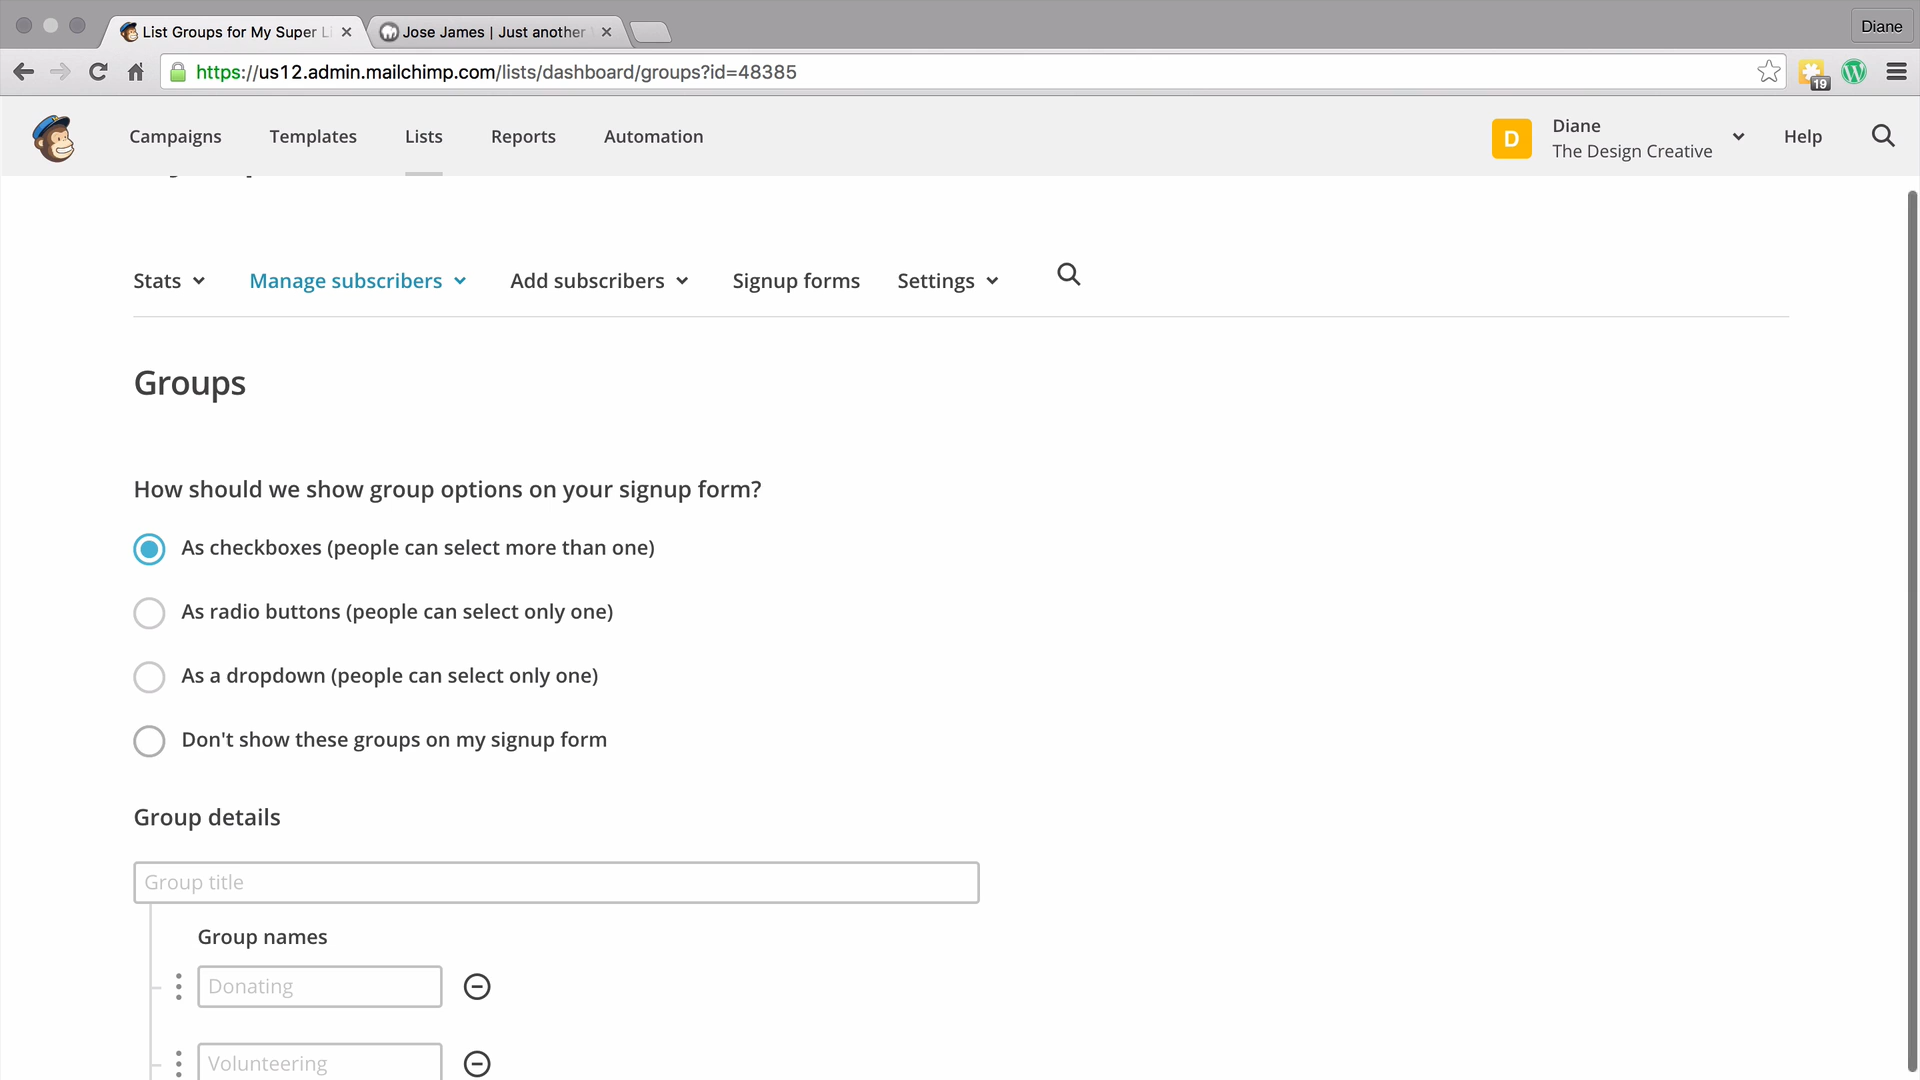 List Groups for My Super Li
Jose James | Just another
Diane
https://us12.admin.mailchimp.com/lists/dashboard/groups?id=48385
19
Campaigns
Templates
Lists
Reports
Automation
D
Diane
The Design Creative
Help
Stats
Manage subscribers
Add subscribers
Signup forms
Settings
Groups
How should we show group options on your signup form?
As checkboxes (people can select more than one)
As radio buttons (people can select only one)
As a dropdown (people can select only one)
Don't show these groups on my signup form
Group details
Group title
Group names
Donating
Volunteering